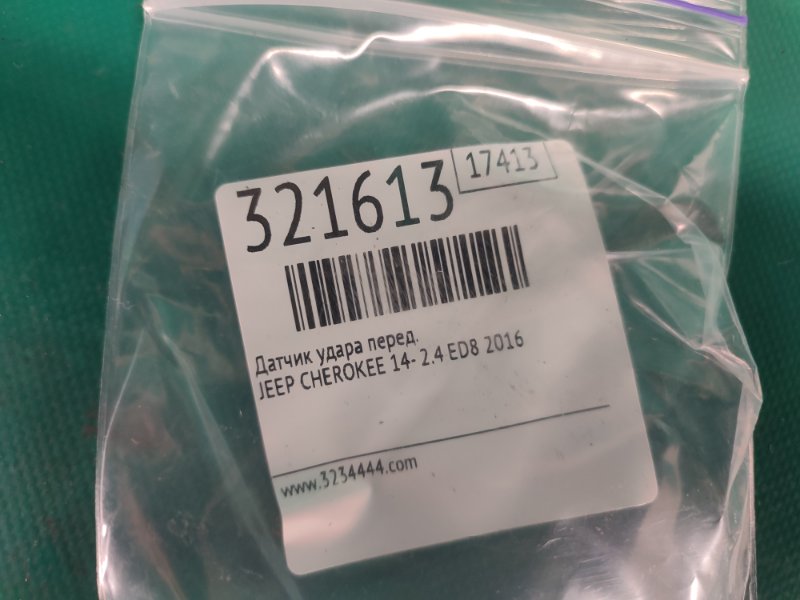 321613
17413
Датчик удара перед.
JEEP CHEROKEE 14- 2.4 ED8 2016
www.3234444.com